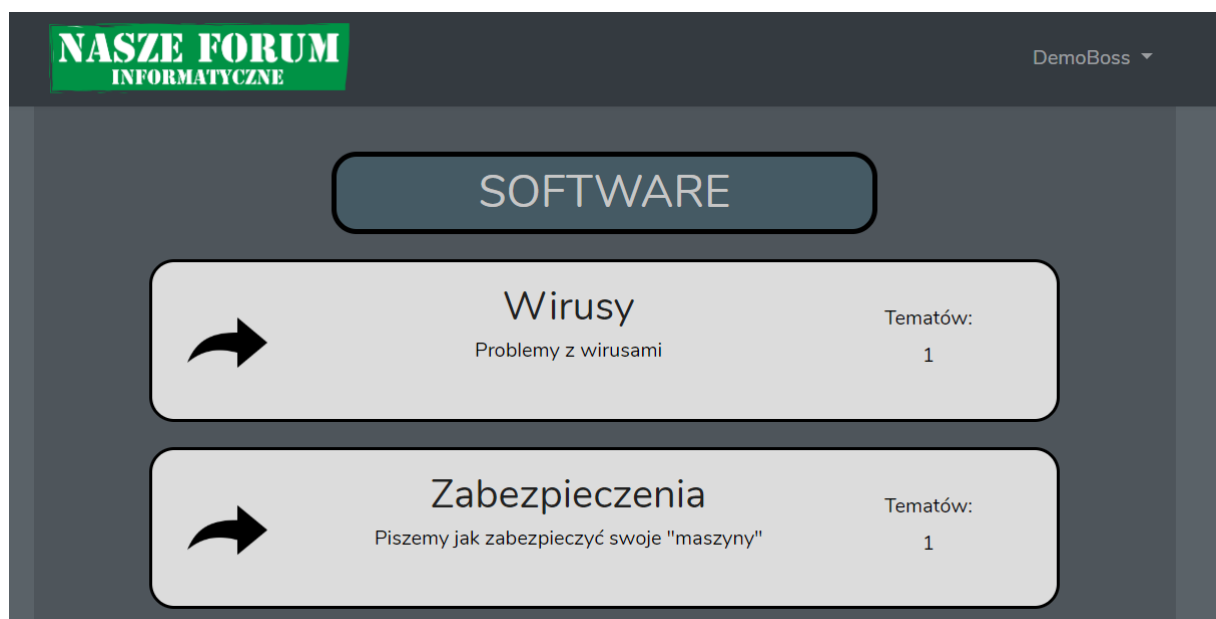 NASZE FORUM
INFORMATYCZNE
DemoBoss
SOFTWARE
Wirusy
Problemy z wirusami
Tematów:
1
Zabezpieczenia
Piszemy jak zabezpieczyć swoje "maszyny"
Tematów:
1